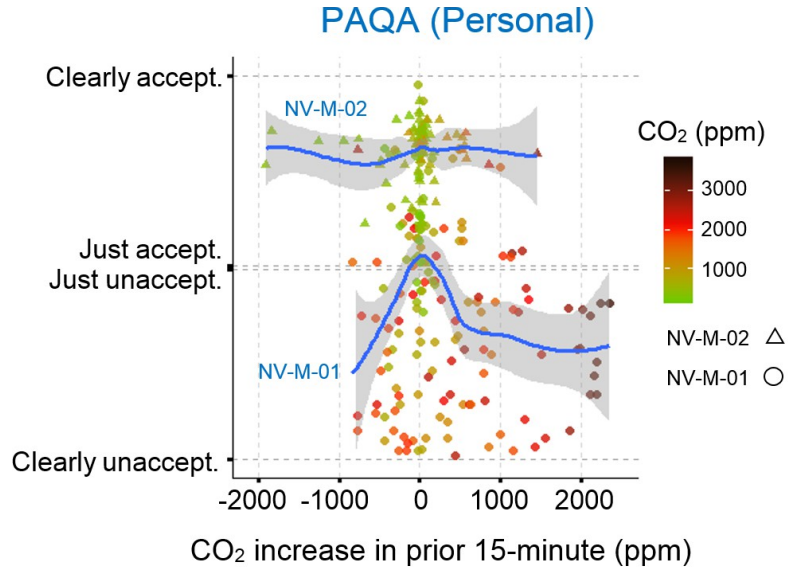 PAQA (Personal)
Clearly accept.
NV-M-02
CO₂ (ppm)
3000
2000
1000
Just accept.
Just unaccept.
NV-M-02
NV-M-01
NV-M-01
Clearly unaccept.
-2000 -1000 0 1000 2000
CO₂ increase in prior 15-minute (ppm)